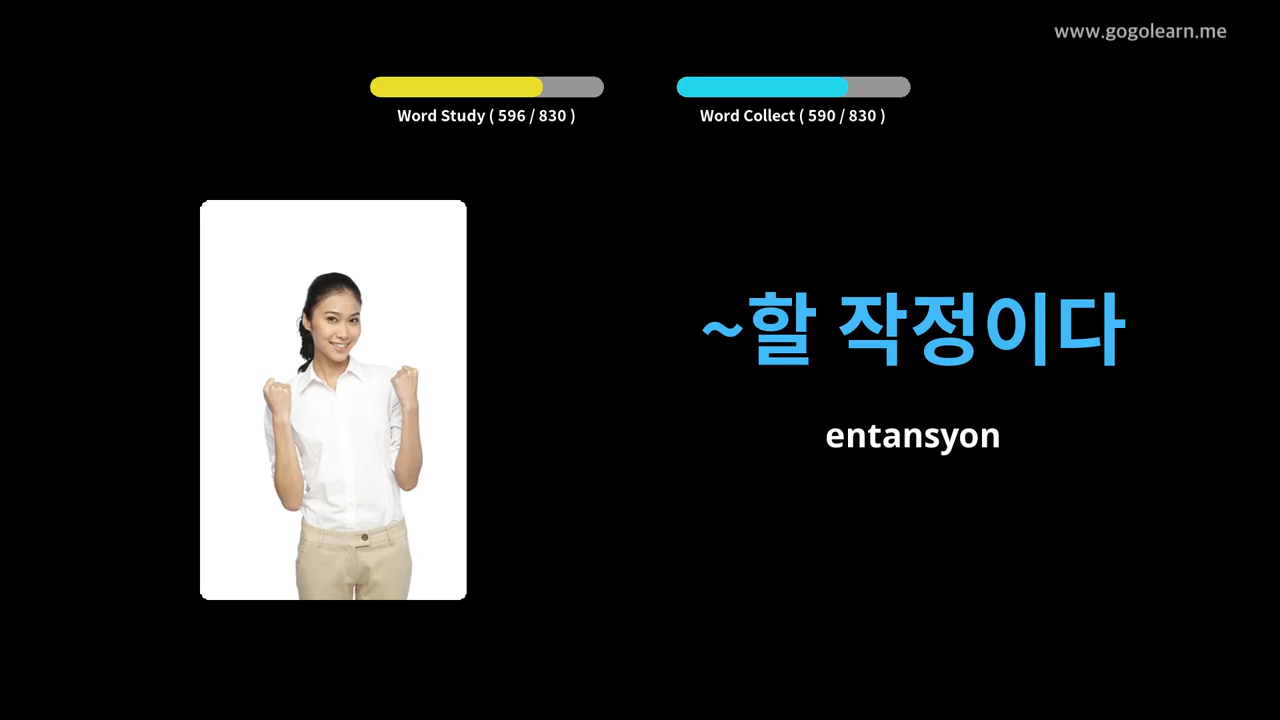 www.gogolearn.me
Word Study ( 596 / 830 )
Word Collect ( 590 / 830 )
~할 작정이다
entansyon